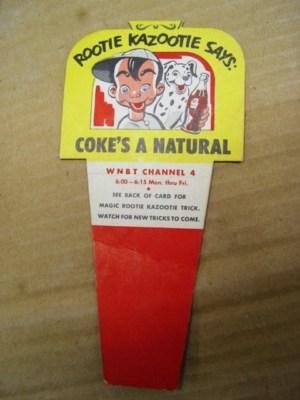 ROOTIE KAZOOTIE SAYS:
COKE'S A NATURAL
WNBT CHANNEL 4
6:00—6:15 Mon. thru Fri.
SEE BACK OF CARD FOR
MAGIC ROOTIE KAZOOTIE TRICK.
WATCH FOR NEW TRICKS TO COME.